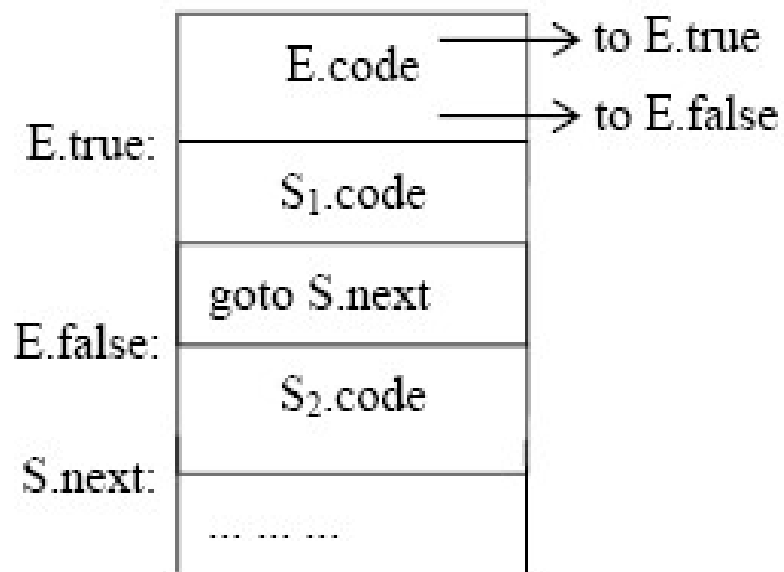 to E.true
E.code
to E.false
E.true:
S₁.code
goto S.next
E.false:
S₂.code
S.next:
... ... ...